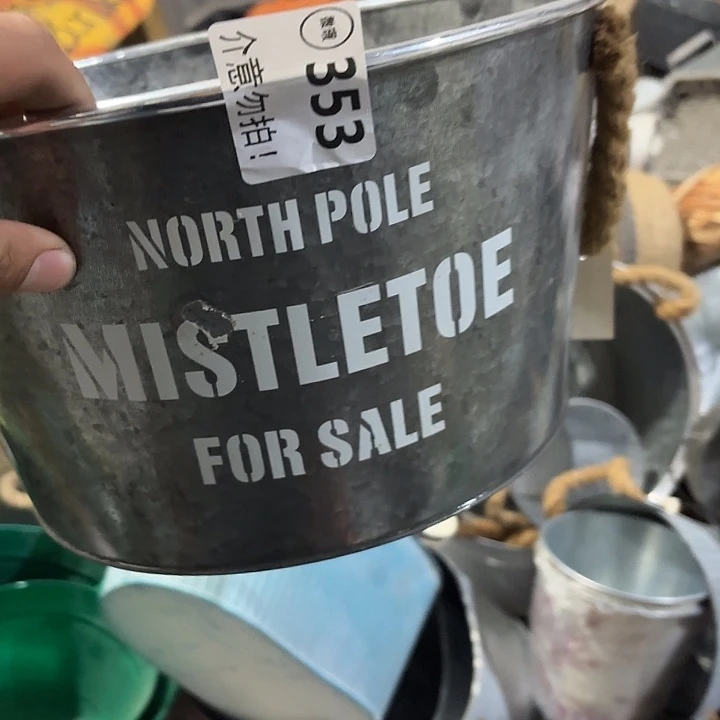 353
介意勿拍!
NORTH POLE
MISTLETOE
FOR SALE